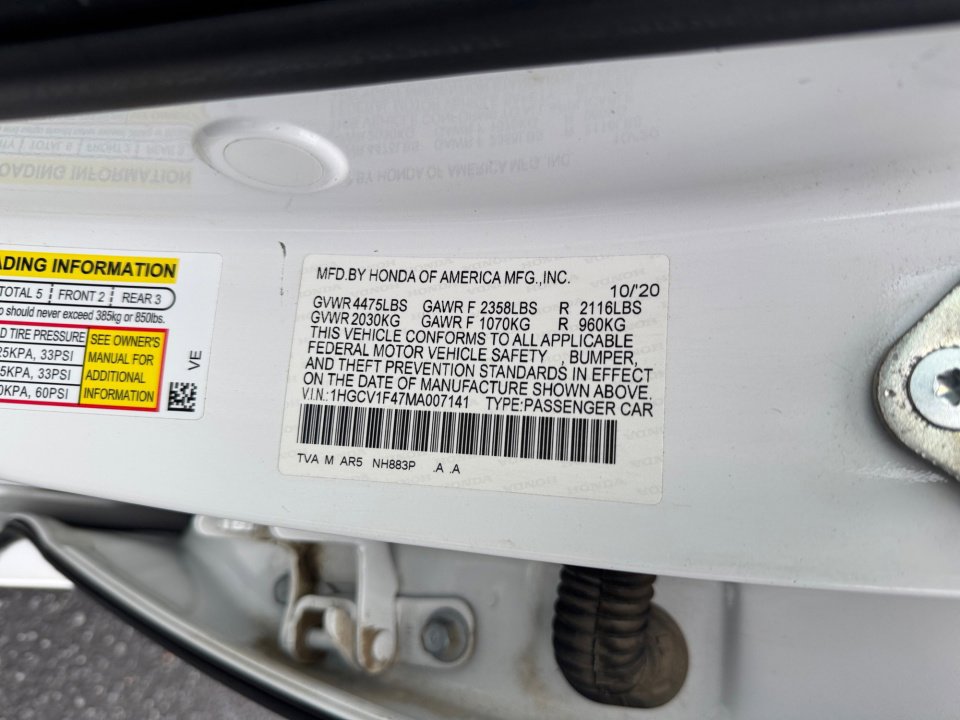 ADING INFORMATION
TOTAL 5 FRONT 2 REAR 3
o should never exceed 385kg or 850lbs.
D TIRE PRESSURE
25KPA, 33PSI
5KPA, 33PSI
0KPA, 60PSI
SEE OWNER'S
MANUAL FOR
ADDITIONAL
INFORMATION
VE
MFD.BY HONDA OF AMERICA MFG.,INC.
10/'20
GVWR 4475LBS GAWR F 2358LBS R 2116LBS
GVWR 2030KG GAWR F 1070KG R 960KG
THIS VEHICLE CONFORMS TO ALL APPLICABLE
FEDERAL MOTOR VEHICLE SAFETY , BUMPER,
AND THEFT PREVENTION STANDARDS IN EFFECT
ON THE DATE OF MANUFACTURE SHOWN ABOVE.
V.I.N.:1HGCV1F47MA007141 TYPE:PASSENGER CAR
TVA M AR5 NH883P .A .A